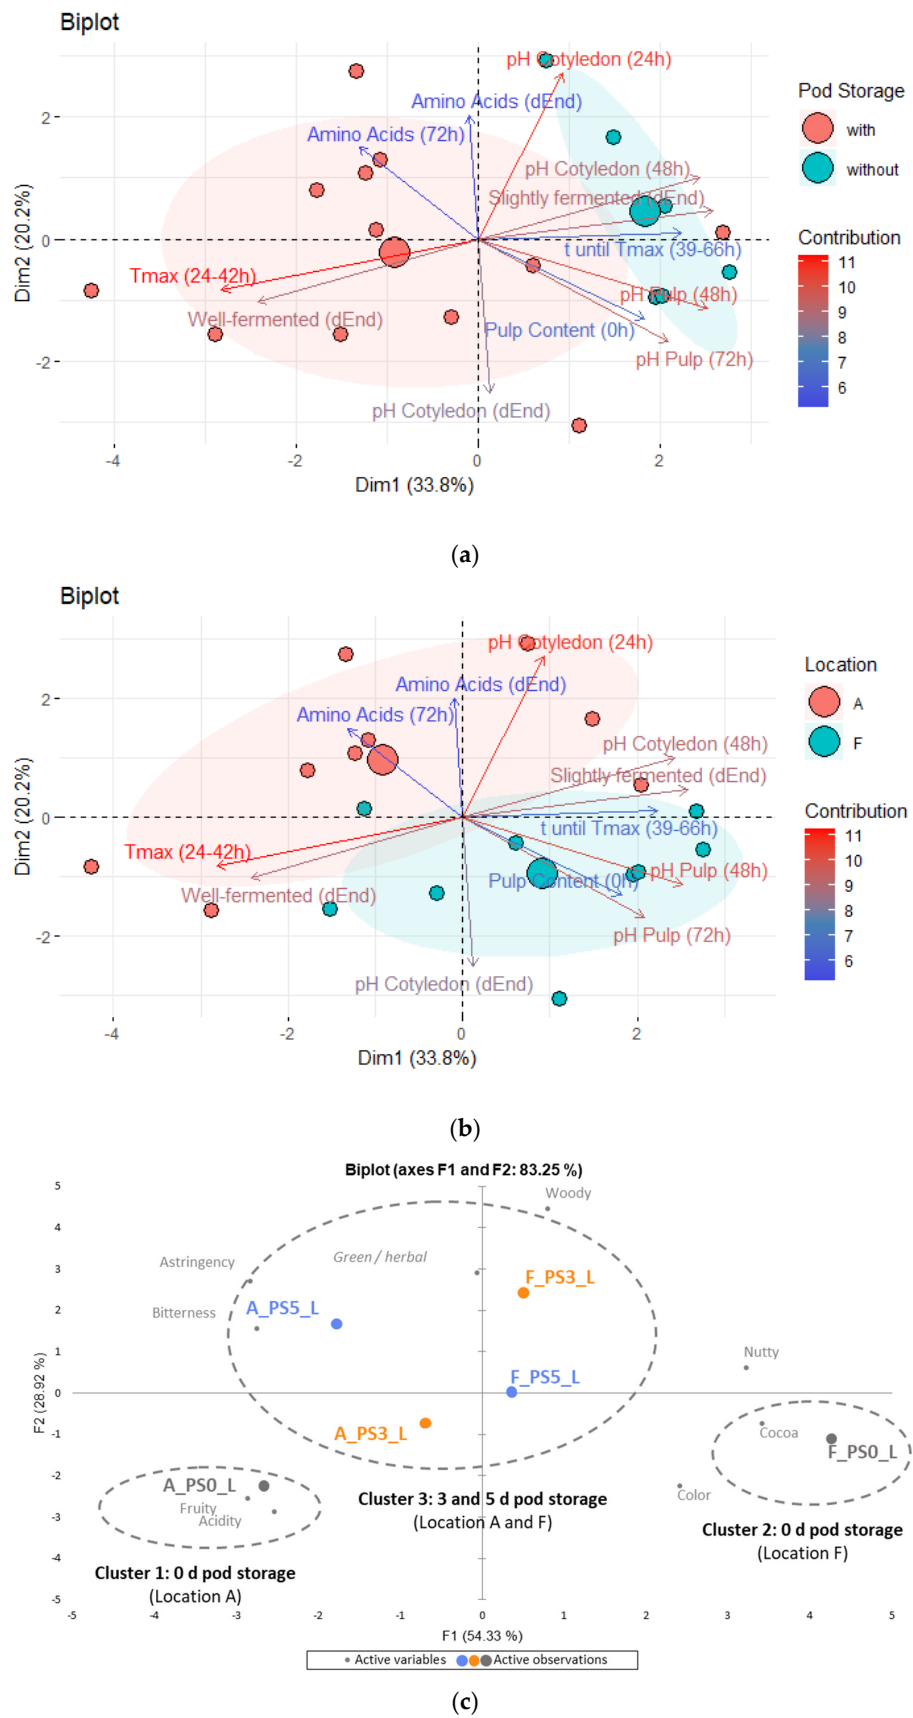 Biplot
pH Cotyledon (24h)
Amino Acids (dEnd)
Amino Acids (72h)
pH Cotyledon (48h)
Slightly fermented (dEnd)
t until Tmax (39-66h)
Tmax (24-42h)
pH Pulp (48h)
Well-fermented (dEnd)
Pulp Content (0h)
pH Pulp (72h)
pH Cotyledon (dEnd)
Dim2 (20.2%)
2
0
-2
-4
-2
0
2
Dim1 (33.8%)
Pod Storage
with
without
Contribution
11
10
9
8
7
6
(a)
Biplot
pH Cotyledon (24h)
Amino Acids (dEnd)
Amino Acids (72h)
pH Cotyledon (48h)
Slightly fermented (dEnd)
t until Tmax (39-66h)
Tmax (24-42h)
pH Pulp (48h)
Pulp Content (0h)
Well-fermented (dEnd)
pH Pulp (72h)
pH Cotyledon (dEnd)
Dim2 (20.2%)
2
0
-2
-4
-2
0
2
Dim1 (33.8%)
Location
A
F
Contribution
11
10
9
8
7
6
(b)
Biplot (axes F1 and F2: 83.25 %)
5
4
3
2
1
0
-1
-2
-3
-4
-5
F2 (28.92 %)
Woody
Green / herbal
Astringency
F_PS3_L
A_PS5_L
Bitterness
Nutty
F_PS5_L
A_PS3_L
Cocoa
F_PS0_L
A_PS0_L
Color
Fruity
Acidity
Cluster 3: 3 and 5 d pod storage
(Location A and F)
Cluster 2: 0 d pod storage
(Location F)
Cluster 1: 0 d pod storage
(Location A)
-5
-4
-3
-2
-1
0
1
2
3
4
5
F1 (54.33 %)
Active variables
Active observations
(c)